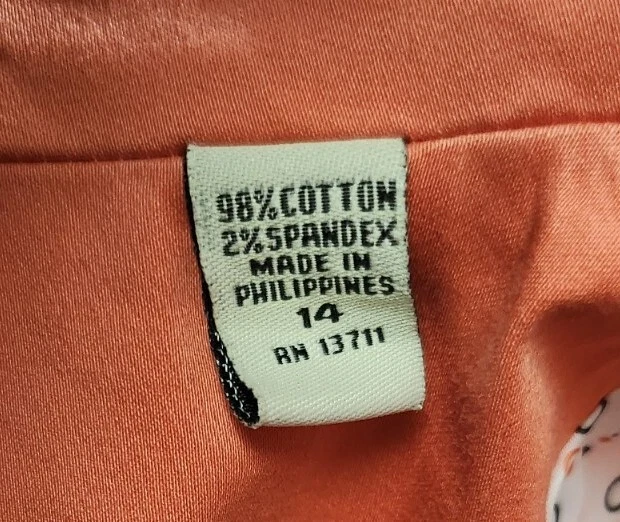 98% COTTON
2% SPANDEX
MADE IN
PHILIPPINES
14
RN 13711